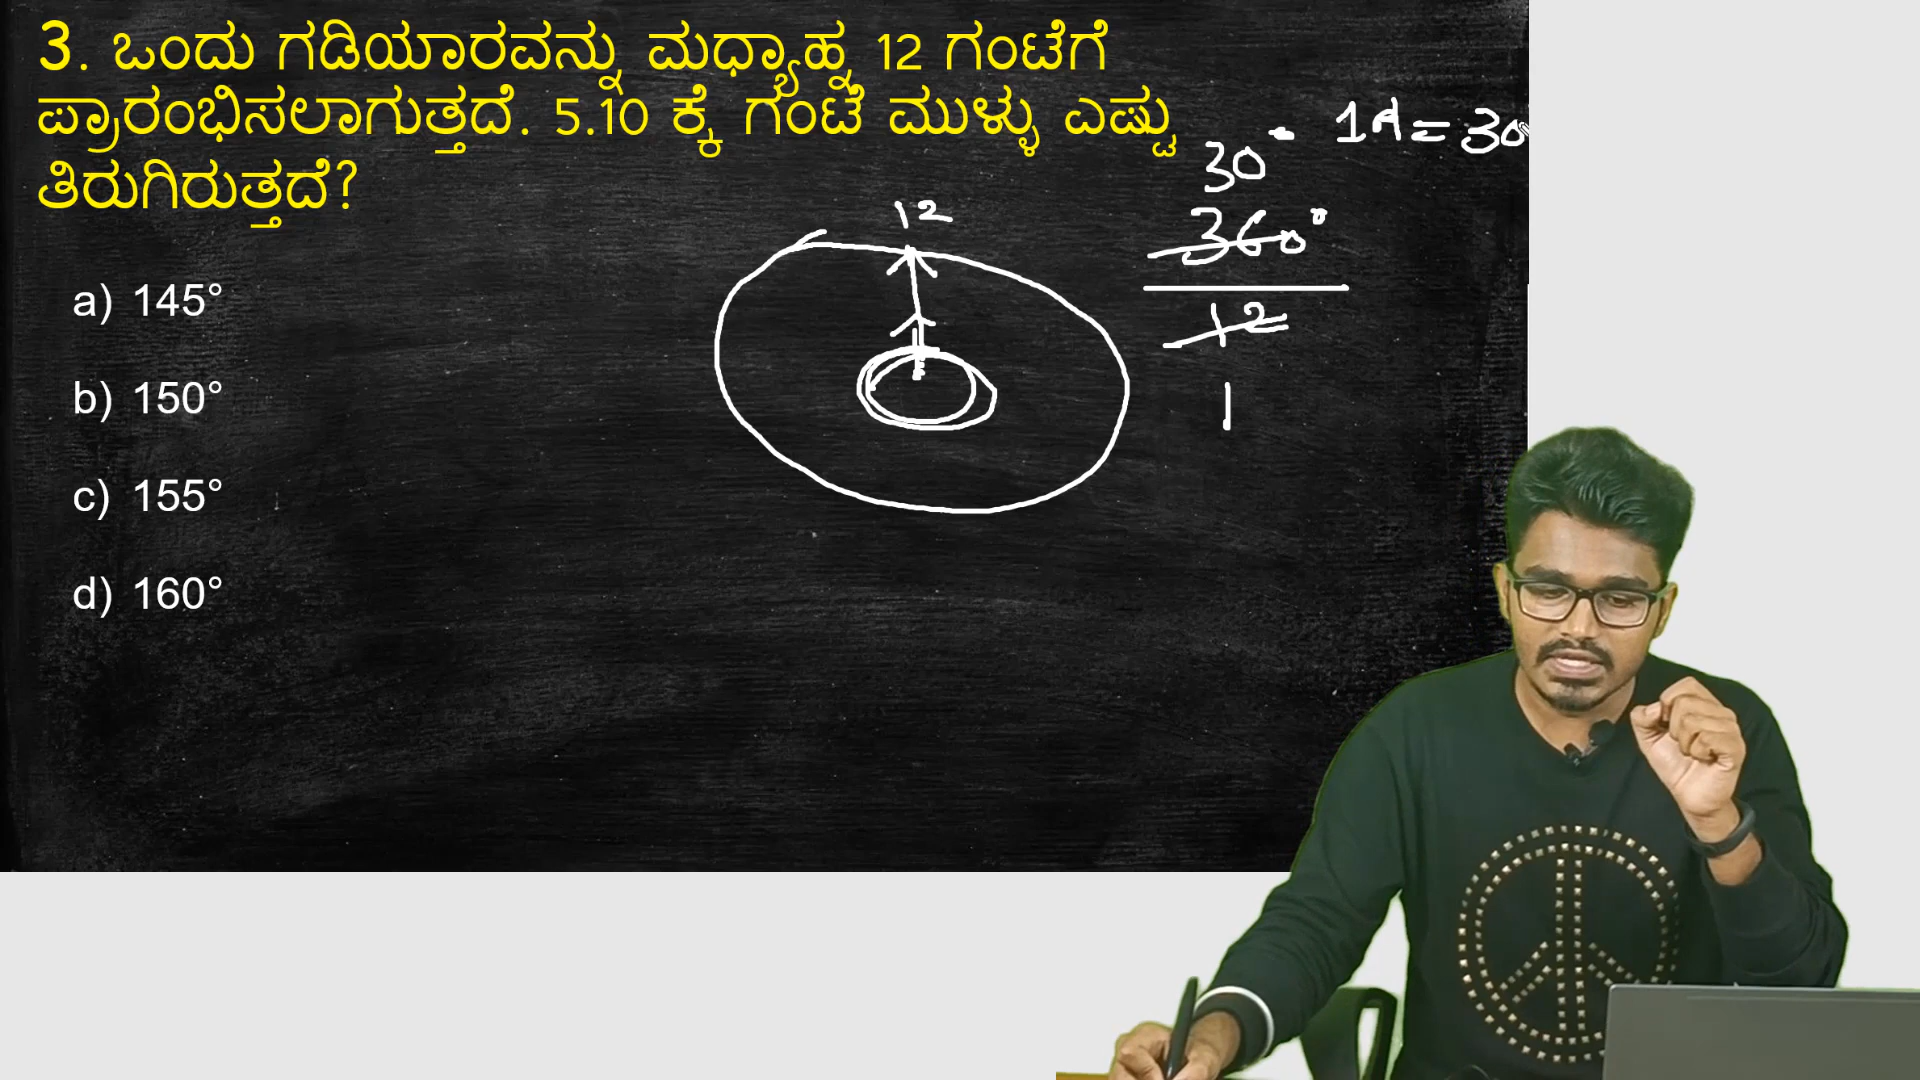 3. ಒಂದು ಗಡಿಯಾರವನ್ನು ಮಧ್ಯಾಹ್ನ 12 ಗಂಟೆಗೆ
ಪ್ರಾರಂಭಿಸಲಾಗುತ್ತದೆ. 5.10 ಕ್ಕೆ ಗಂಟೆ ಮುಳ್ಳು ಎಷ್ಟು
ತಿರುಗಿರುತ್ತದೆ?
a) 145°
b) 150°
c) 155°
d) 160°
12
30° 1H = 30°
360°
12
1